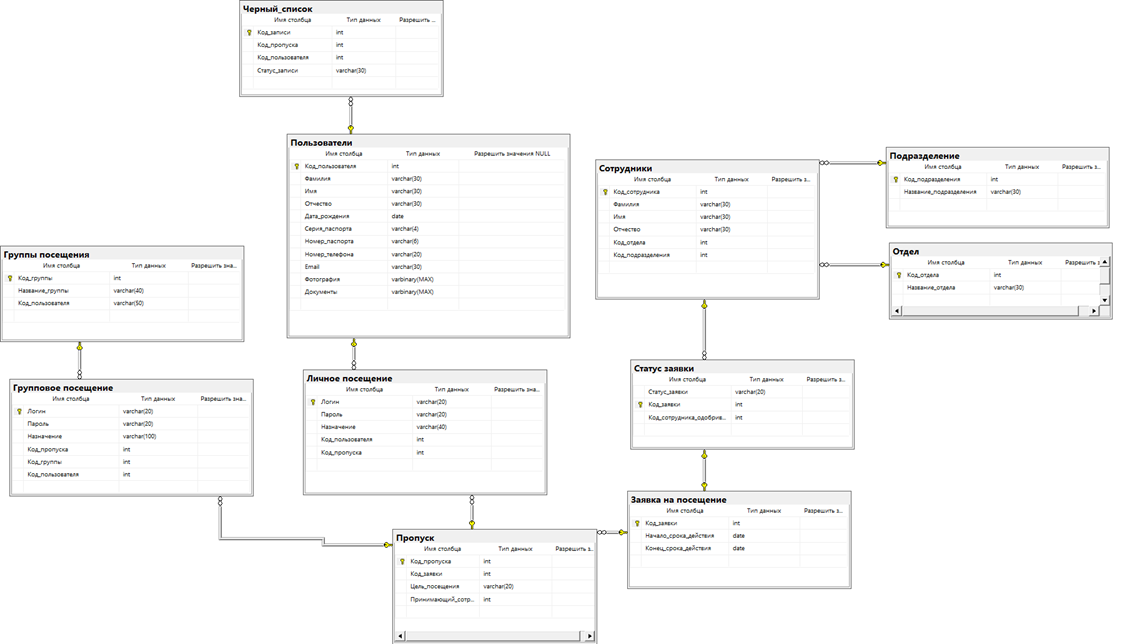 Черный_список
Имя столбца Тип данных Разрешить ...
Код_записи int
Код_пропуска int
Код_пользователя int
Статус_записи varchar(30)
Пользователи
Имя столбца Тип данных Разрешить значения NULL
Код_пользователя int
Фамилия varchar(30)
Имя varchar(30)
Отчество varchar(30)
Дата_рождения date
Серия_паспорта varchar(4)
Номер_паспорта varchar(6)
Номер_телефона varchar(20)
Email varchar(30)
Фотография varbinary(MAX)
Документы varbinary(MAX)
Сотрудники
Имя столбца Тип данных Разрешить з...
Код_сотрудника int
Фамилия varchar(30)
Имя varchar(30)
Отчество varchar(30)
Код_отдела int
Код_подразделения int
Подразделение
Имя столбца Тип данных Разрешить з...
Код_подразделения int
Название_подразделения varchar(30)
Отдел
Имя столбца Тип данных Разрешить з
Код_отдела int
Название_отдела varchar(30)
Группы посещения
Имя столбца Тип данных Разрешить зна...
Код_группы int
Название_группы varchar(40)
Код_пользователя varchar(50)
Групповое посещение
Имя столбца Тип данных Разрешить зна...
Логин varchar(20)
Пароль varchar(20)
Назначение varchar(100)
Код_пропуска int
Код_группы int
Код_пользователя int
Личное посещение
Имя столбца Тип данных Разрешить зна...
Логин varchar(20)
Пароль varchar(20)
Назначение varchar(40)
Код_пользователя int
Код_пропуска int
Статус заявки
Имя столбца Тип данных Разрешить з...
Статус_заявки varchar(20)
Код_заявки int
Код_сотрудника_одобрив... int
Заявка на посещение
Имя столбца Тип данных Разрешить з...
Код_заявки int
Начало_срока_действия date
Конец_срока_действия date
Пропуск
Имя столбца Тип данных Разрешить з..
Код_пропуска int
Код_заявки int
Цель_посещения varchar(20)
Принимающий_сотр... int